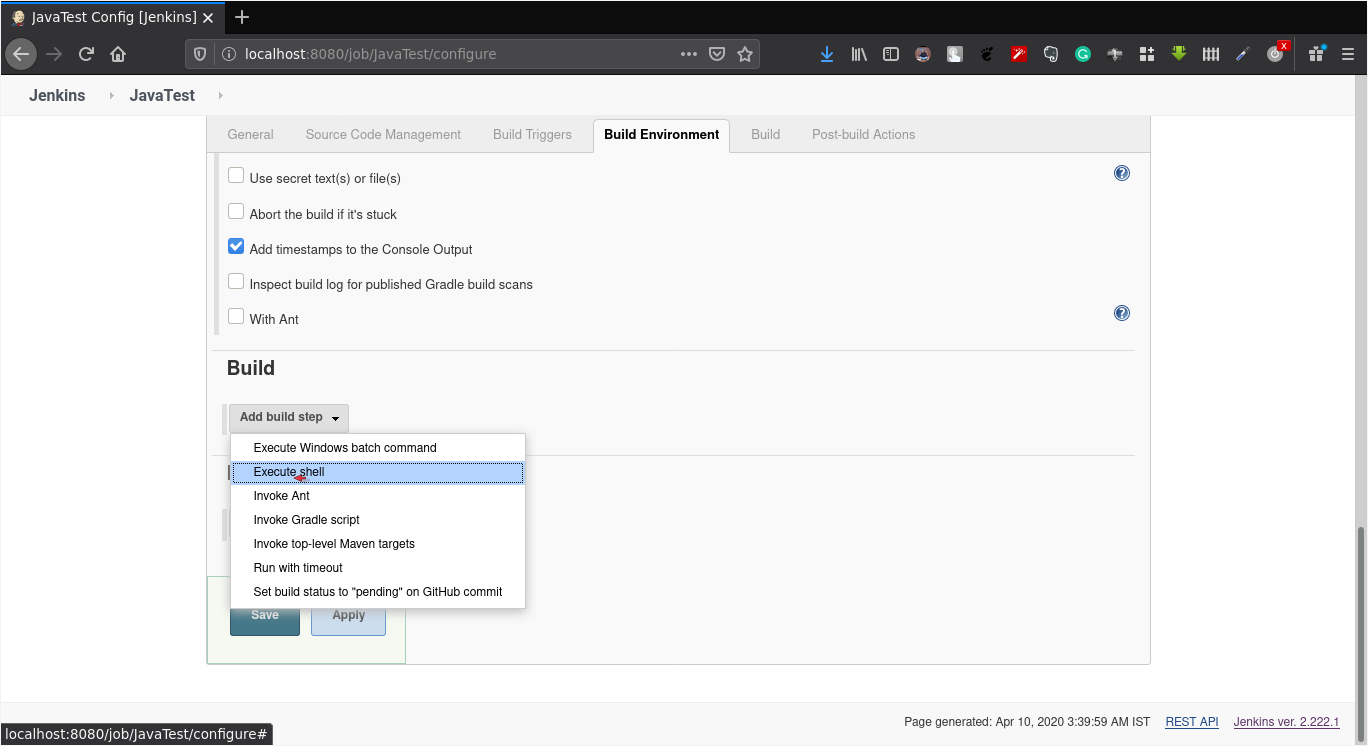 JavaTest Config [Jenkins]
localhost:8080/job/JavaTest/configure
x
Jenkins JavaTest
General Source Code Management Build Triggers Build Environment Build Post-build Actions
Use secret text(s) or file(s)
Abort the build if it's stuck
Add timestamps to the Console Output
Inspect build log for published Gradle build scans
With Ant
Build
Add build step
Execute Windows batch command
Execute shell
Invoke Ant
Invoke Gradle script
Invoke top-level Maven targets
Run with timeout
Set build status to "pending" on GitHub commit
Save Apply
Page generated: Apr 10, 2020 3:39:59 AM IST REST API Jenkins ver. 2.222.1
localhost:8080/job/JavaTest/configure#